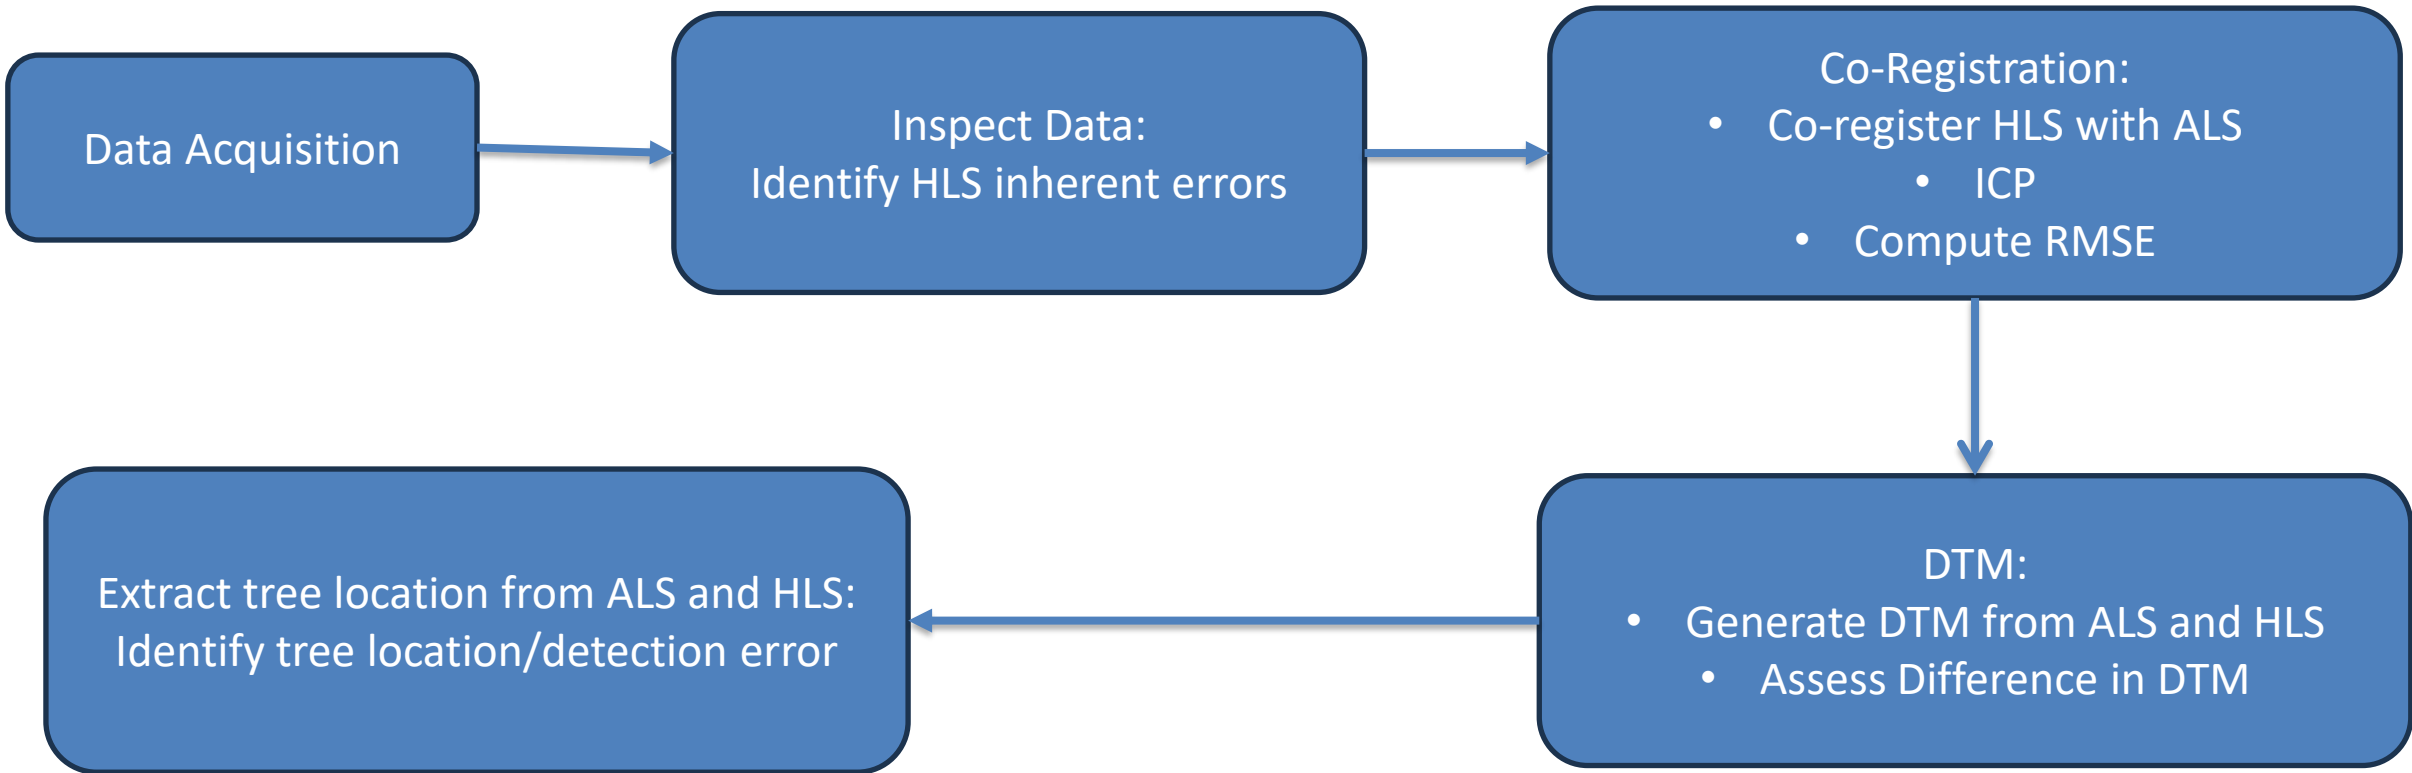 Data Acquisition
Inspect Data:
Identify HLS inherent errors
Co-Registration:
• Co-register HLS with ALS
• ICP
• Compute RMSE
DTM:
• Generate DTM from ALS and HLS
• Assess Difference in DTM
Extract tree location from ALS and HLS:
Identify tree location/detection error